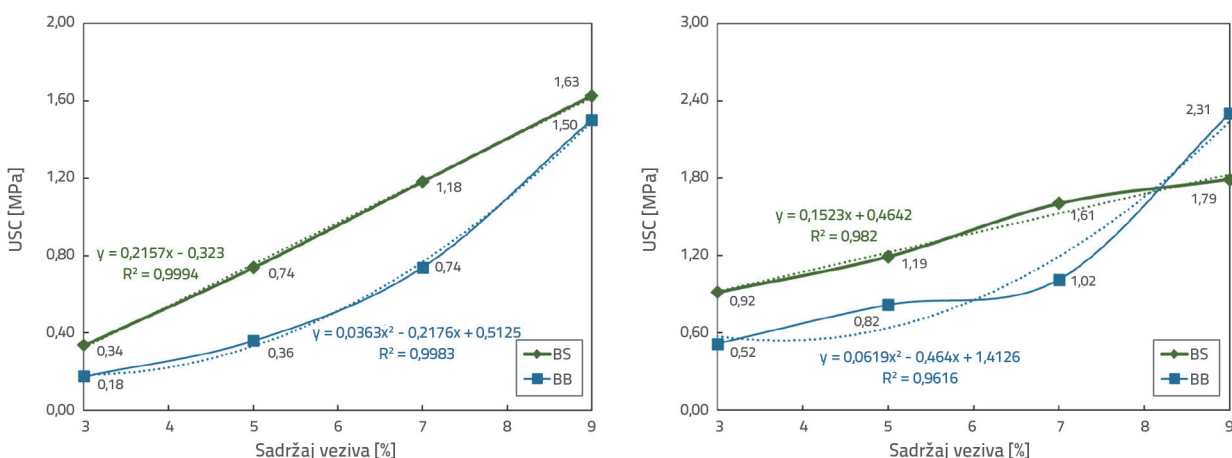 2,00
1,60
1,20
0,80
0,40
0,00
USC [MPa]
1,63
1,50
1,18
0,74
0,74
0,34
0,36
0,18
y = 0,2157x - 0,323
R² = 0,9994
y = 0,0363x² - 0,2176x + 0,5125
R² = 0,9983
BS
BB
3 4 5 6 7 8 9
Sadržaj veziva [%]
3,00
2,40
1,80
1,20
0,60
0,00
USC [MPa]
2,31
1,79
1,61
1,19
1,02
0,92
0,82
0,52
y = 0,1523x + 0,4642
R² = 0,982
y = 0,0619x² - 0,464x + 1,4126
R² = 0,9616
BS
BB
3 4 5 6 7 8 9
Sadržaj veziva [%]